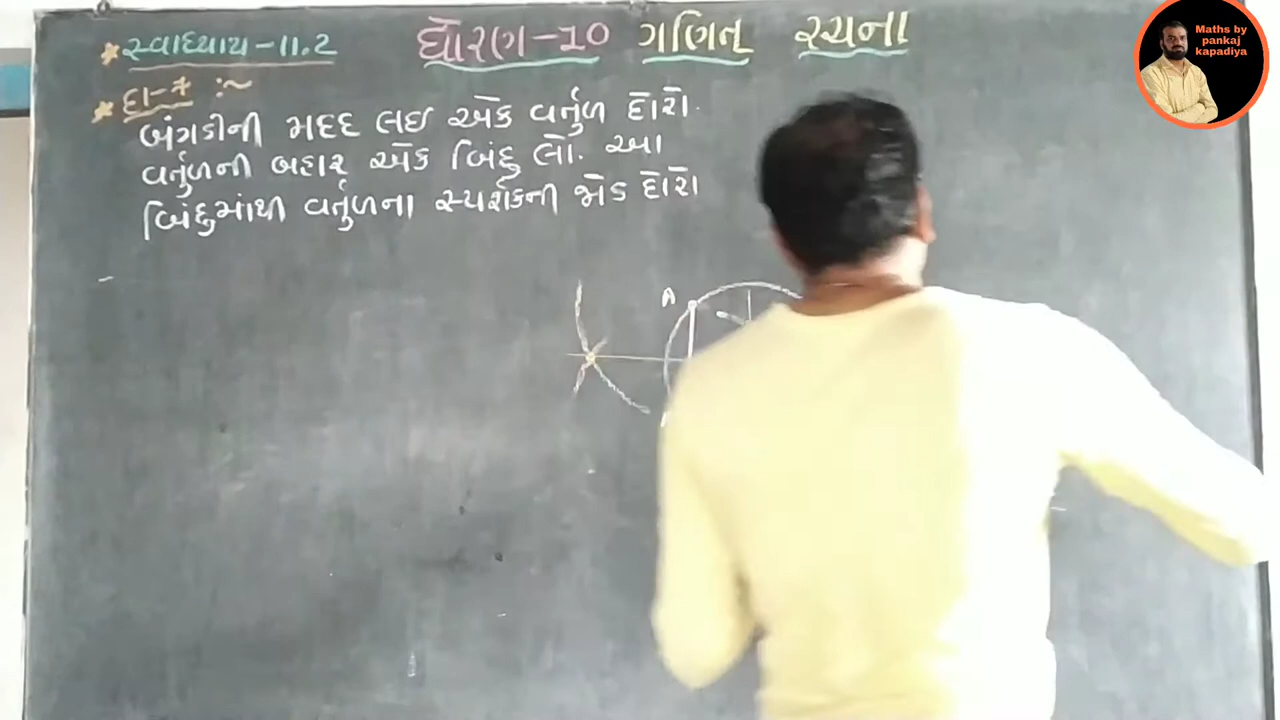 * સ્વાધ્યાય-11.2
ધોરણ-10 ગણિત રચના
* દા-7 :~
બંગડીની મદદ લઇ એક વર્તુળ દોરો.
વર્તુળની બહાર એક બિંદુ લો. આ
બિંદુમાંથી વર્તુળના સ્પર્શકની જોડ દોરો
A
Maths by
pankaj
kapadiya